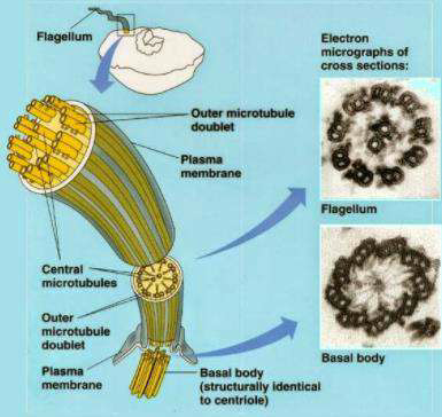 Flagellum
Electron
micrographs of
cross sections:
Outer microtubule
doublet
Plasma
membrane
Flagellum
Central
microtubules
Outer
microtubule
doublet
Plasma
membrane
Basal body
(structurally identical
to centriole)
Basal body